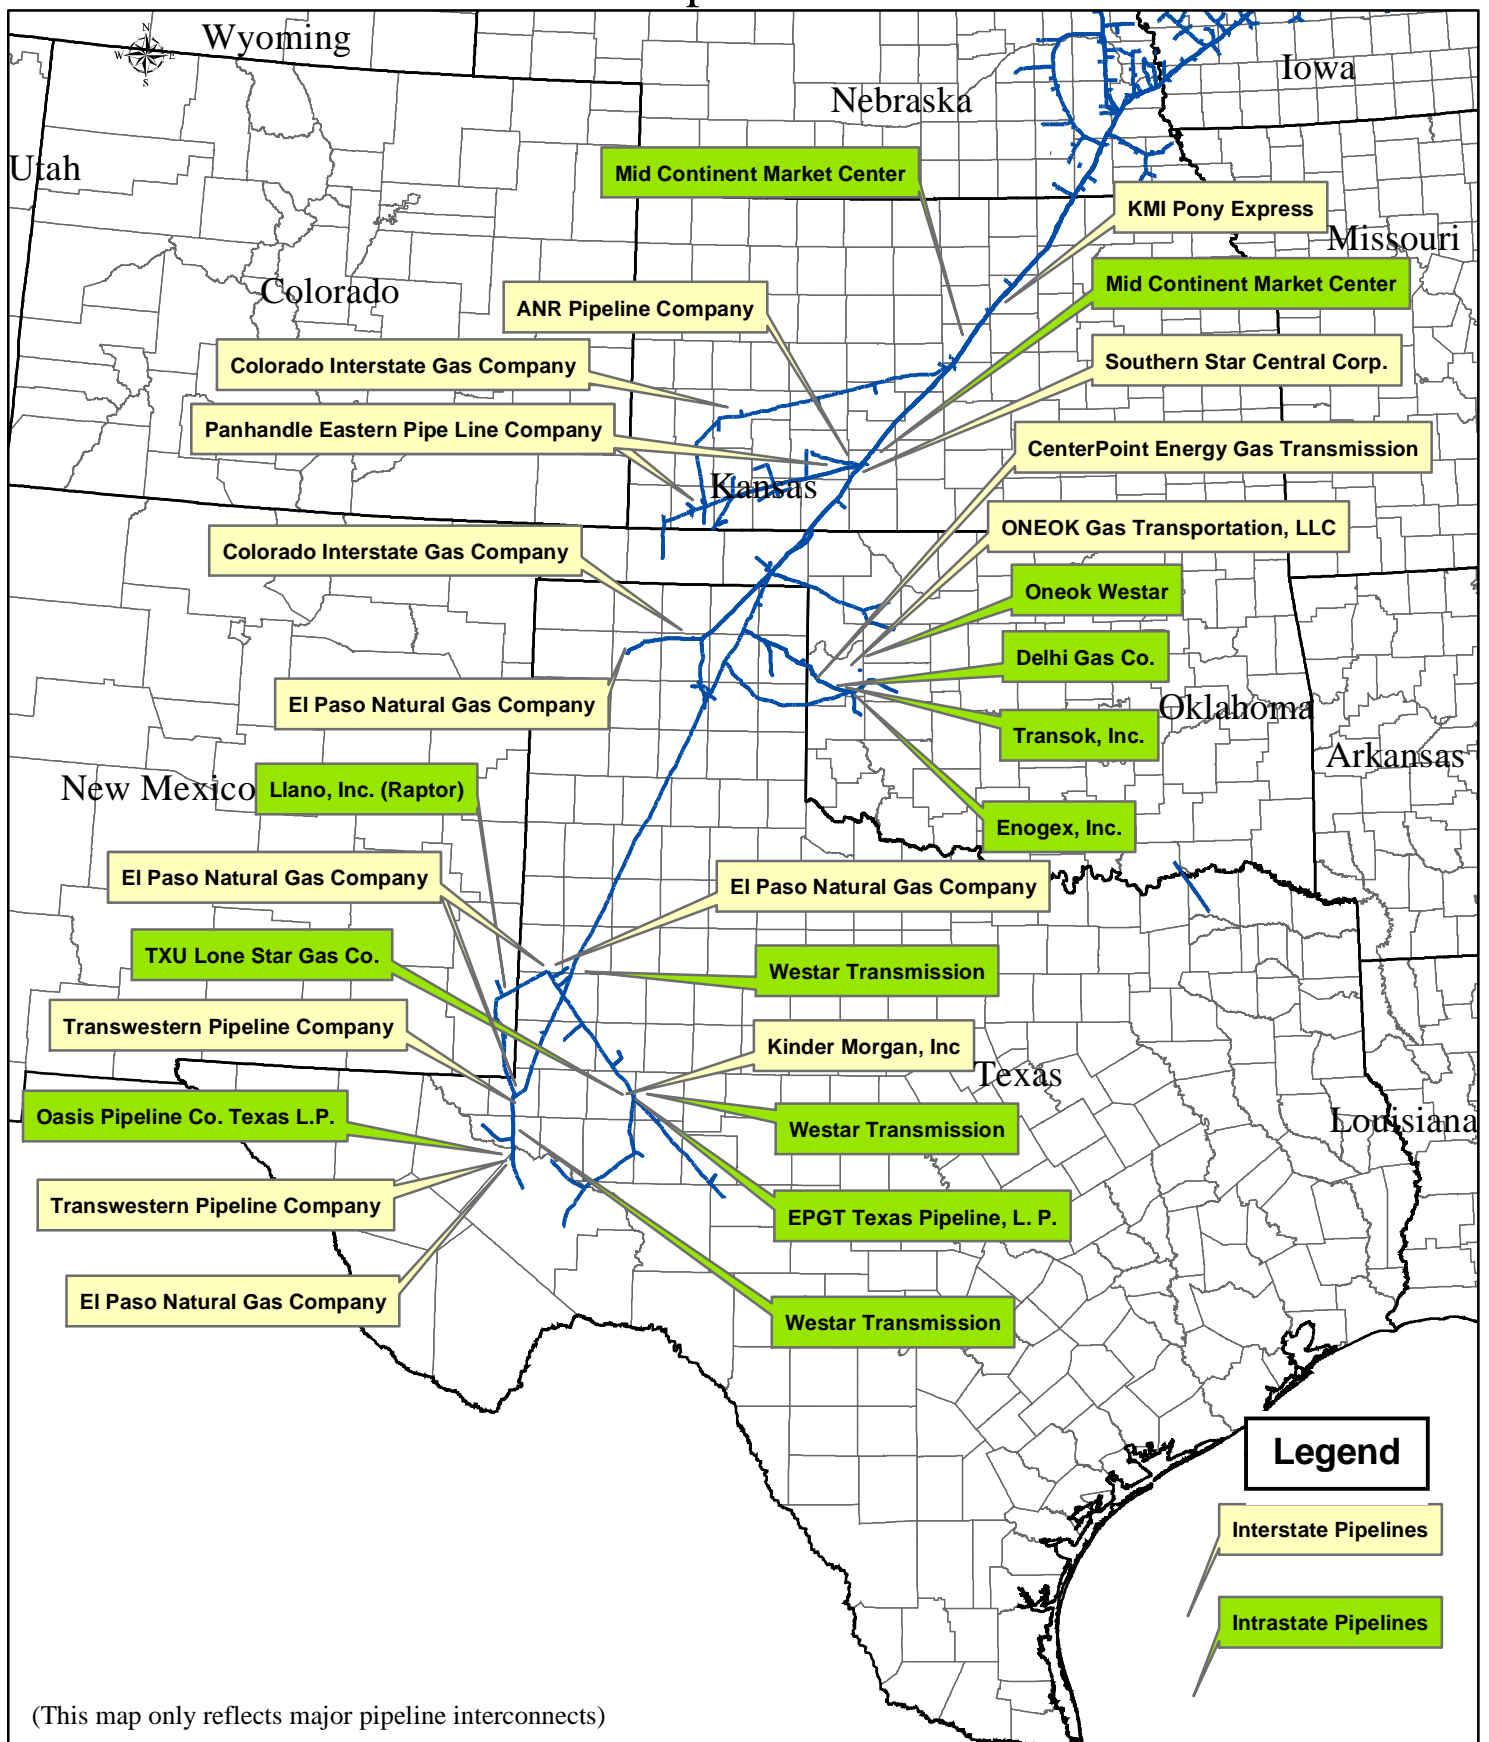 Wyoming
N
W
E
S
Iowa
Nebraska
Utah
Mid Continent Market Center
KMI Pony Express
Missouri
Mid Continent Market Center
Colorado
ANR Pipeline Company
Colorado Interstate Gas Company
Southern Star Central Corp.
Panhandle Eastern Pipe Line Company
CenterPoint Energy Gas Transmission
Kansas
ONEOK Gas Transportation, LLC
Colorado Interstate Gas Company
Oneok Westar
Delhi Gas Co.
El Paso Natural Gas Company
Oklahoma
Transok, Inc.
Arkansas
New Mexico
Llano, Inc. (Raptor)
Enogex, Inc.
El Paso Natural Gas Company
El Paso Natural Gas Company
TXU Lone Star Gas Co.
Westar Transmission
Transwestern Pipeline Company
Kinder Morgan, Inc
Texas
Oasis Pipeline Co. Texas L.P.
Westar Transmission
Louisiana
Transwestern Pipeline Company
EPGT Texas Pipeline, L. P.
El Paso Natural Gas Company
Westar Transmission
Legend
Interstate Pipelines
Intrastate Pipelines
(This map only reflects major pipeline interconnects)